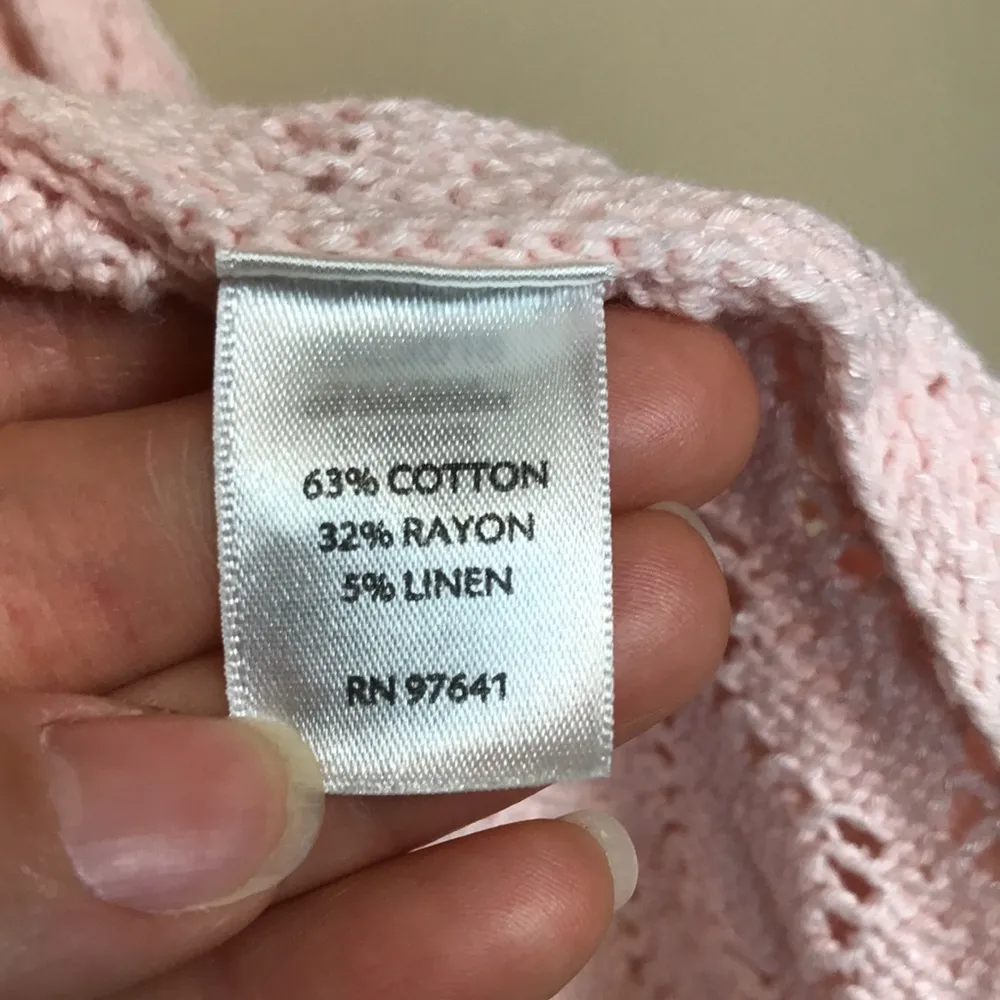 63% COTTON
32% RAYON
5% LINEN
RN 97641